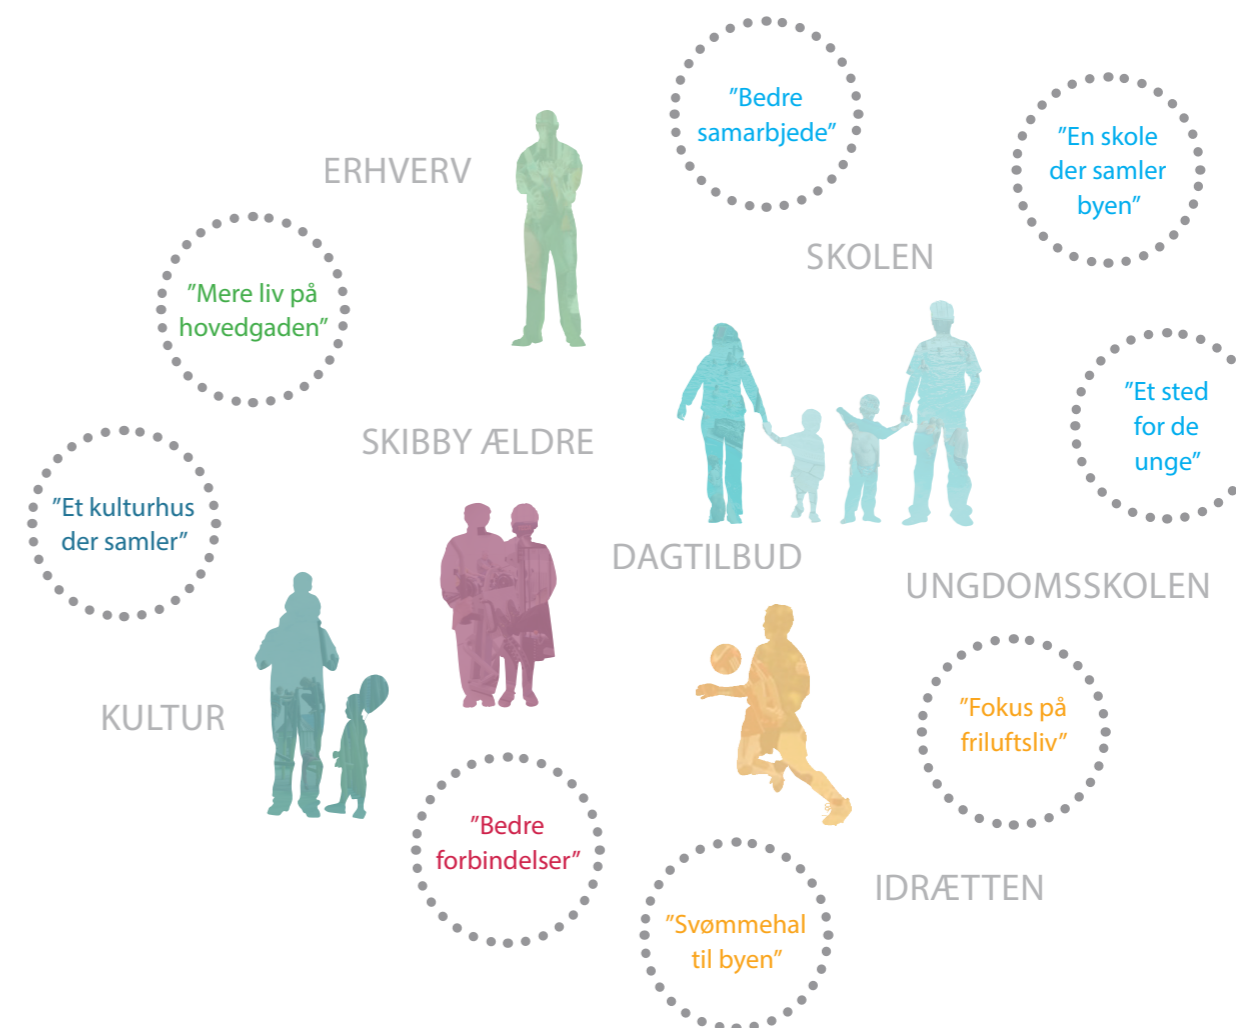 "Bedre
samarbjede"
"En skole
der samler
byen"
ERHVERV
SKOLEN
"Mere liv på
hovedgaden"
"Et sted
for de
unge"
SKIBBY ÆLDRE
"Et kulturhus
der samler"
DAGTILBUD
UNGDOMSSKOLEN
KULTUR
"Fokus på
friluftsliv"
"Bedre
forbindelser"
IDRÆTTEN
"Svømmehal
til byen"